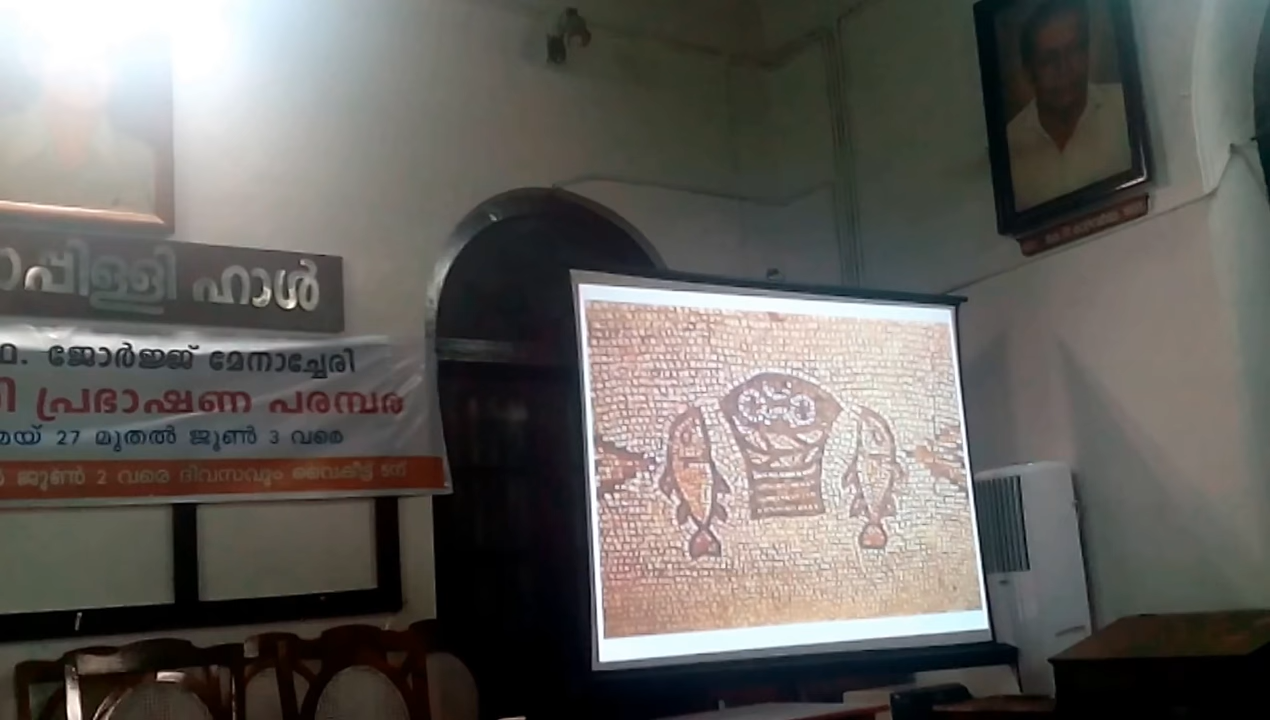 ാപ്പിള്ളി ഹാൾ
ജോർജ്ജ് മേനാച്ചേരി
പ്രഭാഷണ പരമ്പര
മെയ് 27 മുതൽ ജൂൺ 3 വരെ
ജൂൺ 2 വരെ ദിവസവും വൈകീട്ട് 5ന്